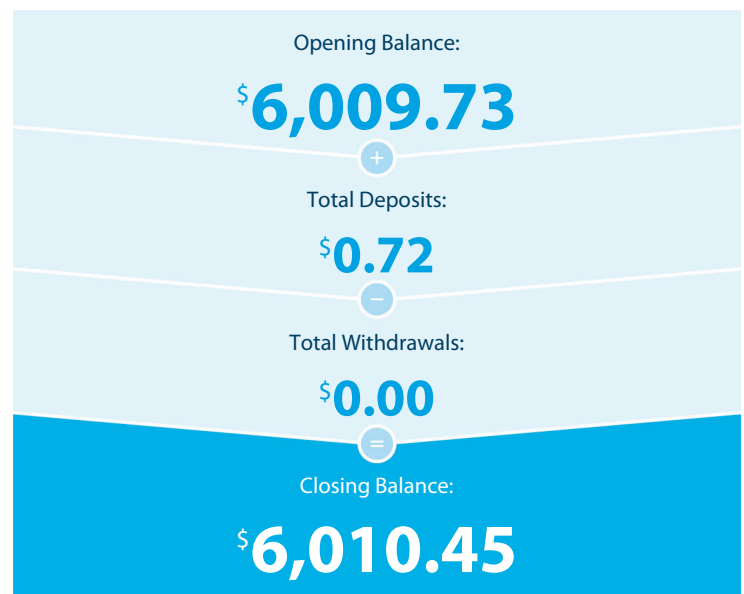 Opening Balance:
$6,009.73
+
Total Deposits:
$0.72
−
Total Withdrawals:
$0.00
=
Closing Balance:
$6,010.45